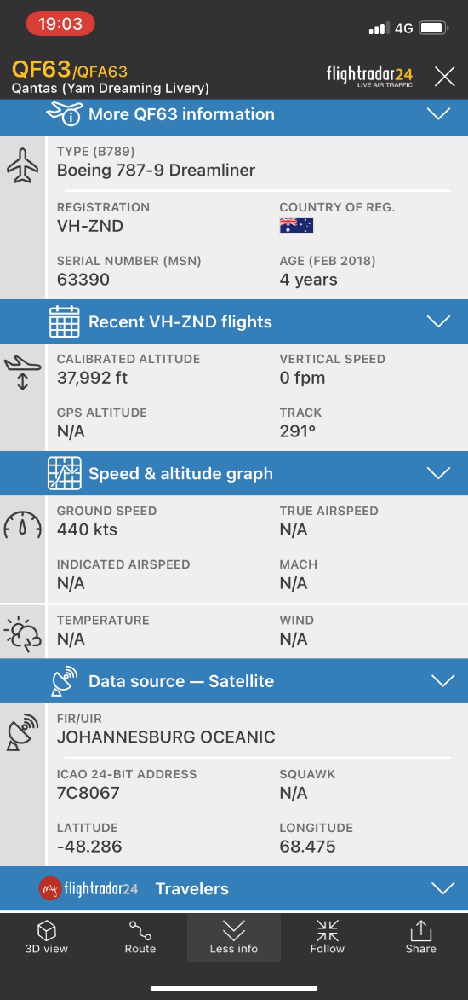 19:03
4G
QF63/QFA63
Qantas (Yam Dreaming Livery)
flightradar24
LIVE AIR TRAFFIC
More QF63 information
TYPE (B789)
Boeing 787-9 Dreamliner
REGISTRATION
COUNTRY OF REG.
VH-ZND
SERIAL NUMBER (MSN)
AGE (FEB 2018)
63390
4 years
Recent VH-ZND flights
CALIBRATED ALTITUDE
VERTICAL SPEED
37,992 ft
0 fpm
GPS ALTITUDE
TRACK
N/A
291°
Speed & altitude graph
GROUND SPEED
TRUE AIRSPEED
440 kts
N/A
INDICATED AIRSPEED
MACH
N/A
N/A
TEMPERATURE
WIND
N/A
N/A
Data source — Satellite
FIR/UIR
JOHANNESBURG OCEANIC
ICAO 24-BIT ADDRESS
SQUAWK
7C8067
N/A
LATITUDE
LONGITUDE
-48.286
68.475
my flightradar24 Travelers
3D view
Route
Less info
Follow
Share